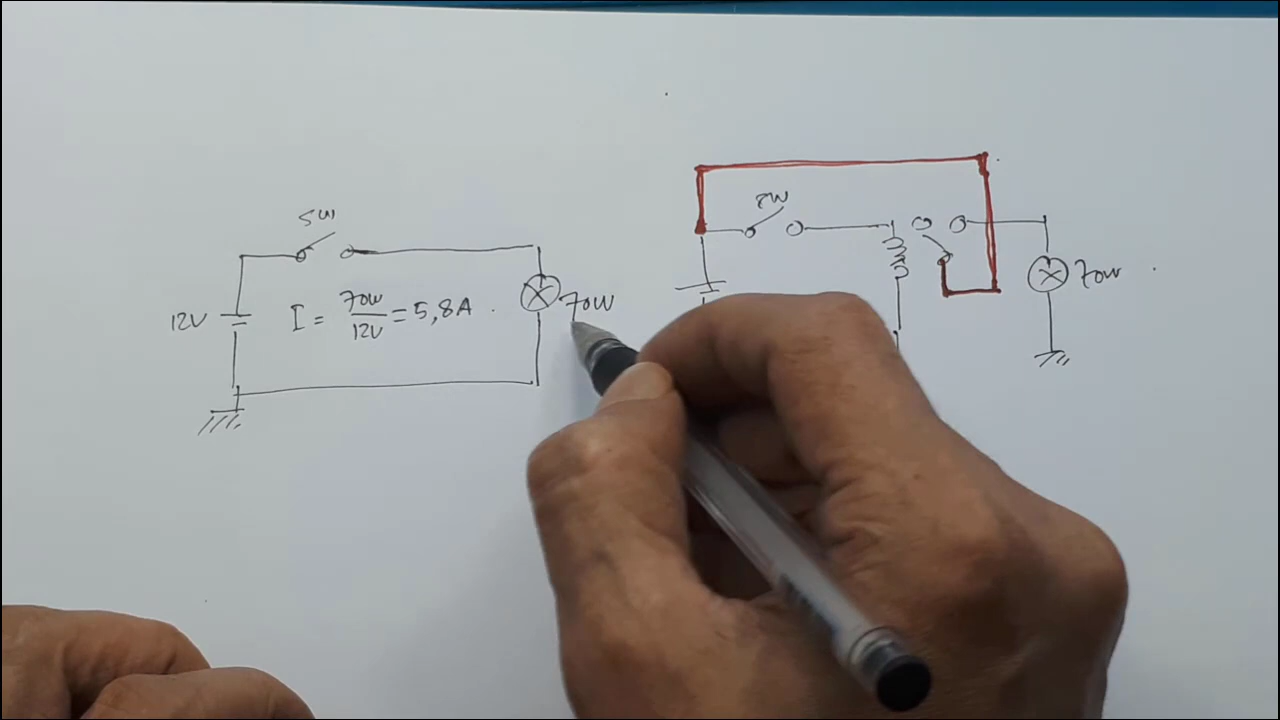 SW
12V
I = 70W/12V = 5,8A .
70W
SW
70W